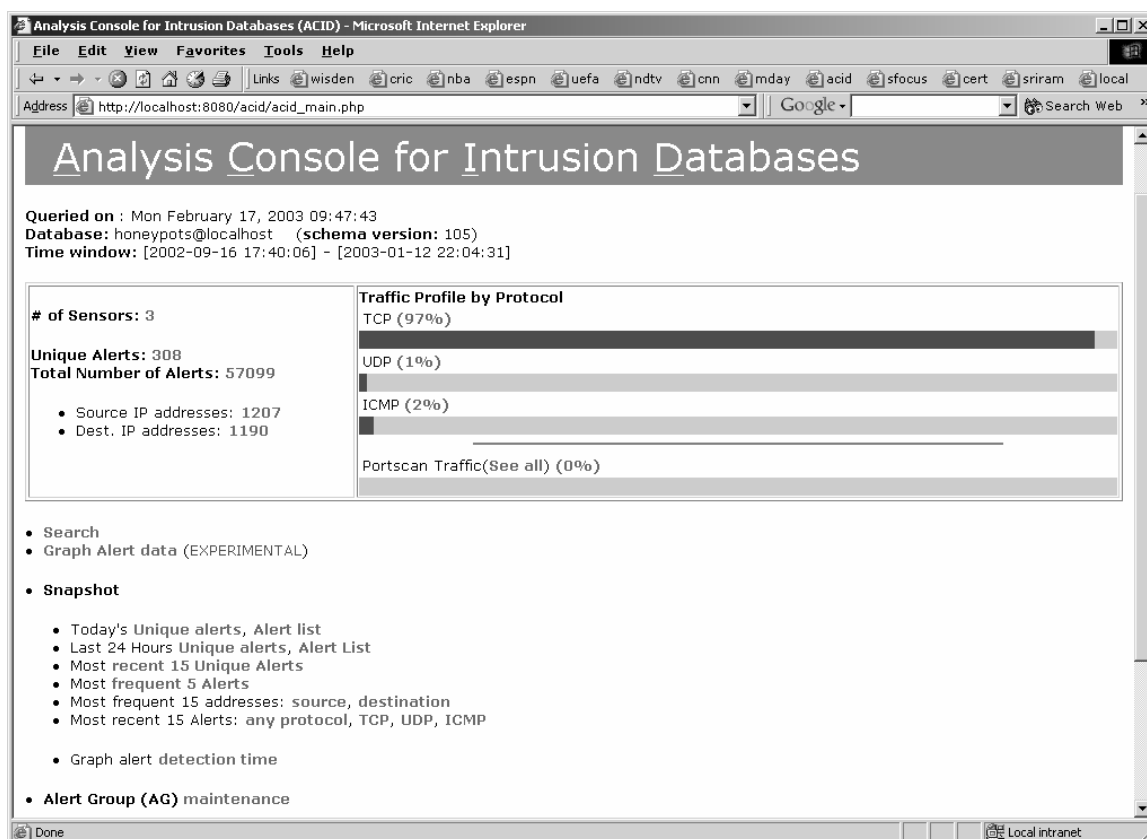 Analysis Console for Intrusion Databases (ACID) - Microsoft Internet Explorer
File Edit View Favorites Tools Help
Links wisden cric nba espn uefa ndtv cnn mday acid sfocus cert sriram local
Address http://localhost:8080/acid/acid_main.php Google Search Web »
Analysis Console for Intrusion Databases
Queried on : Mon February 17, 2003 09:47:43
Database: honeypots@localhost (schema version: 105)
Time window: [2002-09-16 17:40:06] - [2003-01-12 22:04:31]
# of Sensors: 3
Unique Alerts: 308
Total Number of Alerts: 57099
• Source IP addresses: 1207
• Dest. IP addresses: 1190
Traffic Profile by Protocol
TCP (97%)
UDP (1%)
ICMP (2%)
Portscan Traffic(See all) (0%)
• Search
• Graph Alert data (EXPERIMENTAL)
• Snapshot
• Today's Unique alerts, Alert list
• Last 24 Hours Unique alerts, Alert List
• Most recent 15 Unique Alerts
• Most frequent 5 Alerts
• Most frequent 15 addresses: source, destination
• Most recent 15 Alerts: any protocol, TCP, UDP, ICMP
• Graph alert detection time
• Alert Group (AG) maintenance
Done Local intranet